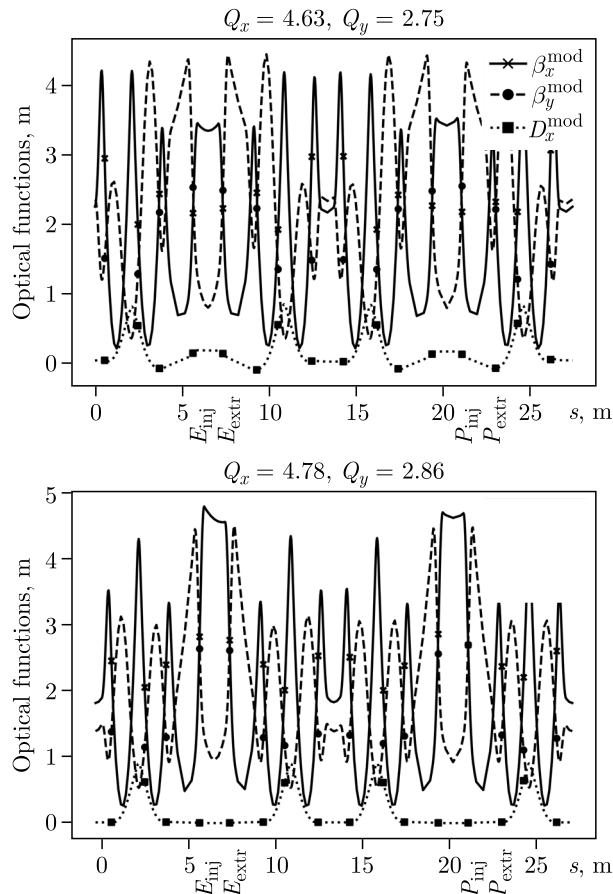 Q_x = 4.63, Q_y = 2.75
Optical functions, m
4
3
2
1
0
β_x^mod
β_y^mod
D_x^mod
0 5 10 15 20 25 s, m
E_inj E_extr P_inj P_extr
Q_x = 4.78, Q_y = 2.86
Optical functions, m
5
4
3
2
1
0
0 5 10 15 20 25 s, m
E_inj E_extr P_inj P_extr